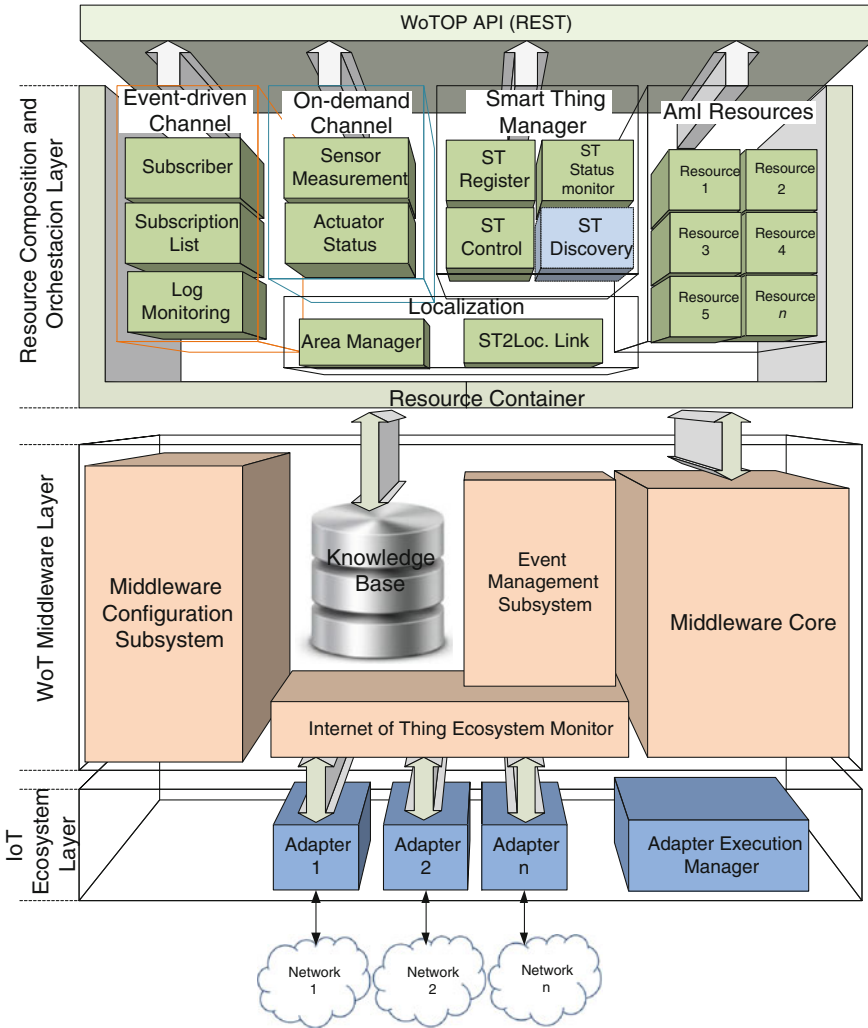 WoTOP API (REST)
Resource Composition and
Orchestacion Layer
Event-driven
Channel
Subscriber
Subscription
List
Log
Monitoring
On-demand
Channel
Sensor
Measurement
Actuator
Status
Smart Thing
Manager
ST
Register
ST
Status
monitor
ST
Control
ST
Discovery
AmI Resources
Resource
1
Resource
2
Resource
3
Resource
4
Resource
5
Resource
n
Localization
Area Manager
ST2Loc. Link
Resource Container
WoT Middleware Layer
Middleware
Configuration
Subsystem
Knowledge
Base
Event
Management
Subsystem
Middleware Core
Internet of Thing Ecosystem Monitor
IoT
Ecosystem
Layer
Adapter
1
Adapter
2
Adapter
n
Adapter Execution
Manager
Network
1
Network
2
Network
n